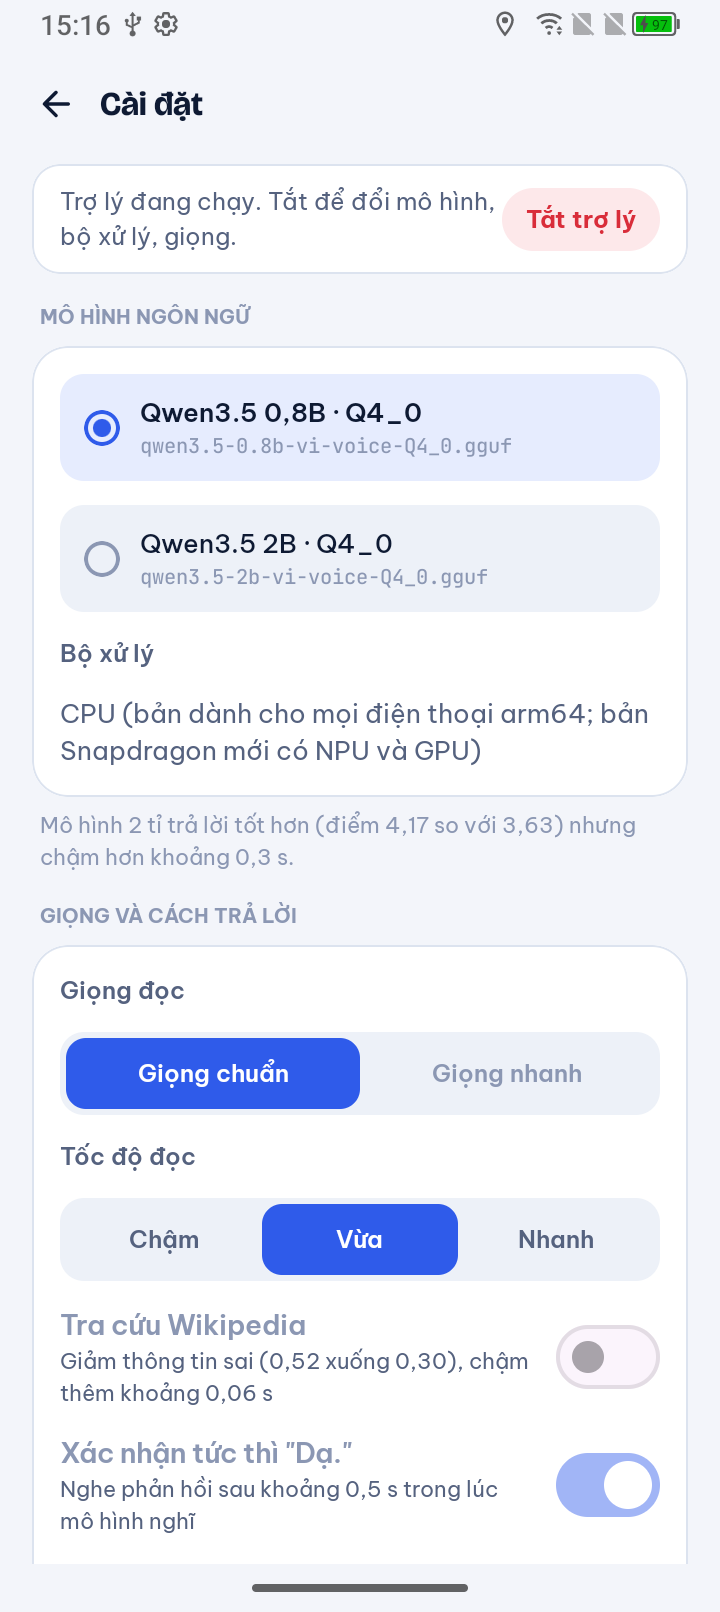 15:16
97
Cài đặt
Trợ lý đang chạy. Tắt để đổi mô hình,
bộ xử lý, giọng.
Tắt trợ lý
MÔ HÌNH NGÔN NGỮ
Qwen3.5 0,8B · Q4_0
qwen3.5-0.8b-vi-voice-Q4_0.gguf
Qwen3.5 2B · Q4_0
qwen3.5-2b-vi-voice-Q4_0.gguf
Bộ xử lý
CPU (bản dành cho mọi điện thoại arm64; bản
Snapdragon mới có NPU và GPU)
Mô hình 2 tỉ trả lời tốt hơn (điểm 4,17 so với 3,63) nhưng
chậm hơn khoảng 0,3 s.
GIỌNG VÀ CÁCH TRẢ LỜI
Giọng đọc
Giọng chuẩn
Giọng nhanh
Tốc độ đọc
Chậm
Vừa
Nhanh
Tra cứu Wikipedia
Giảm thông tin sai (0,52 xuống 0,30), chậm
thêm khoảng 0,06 s
Xác nhận tức thì "Dạ."
Nghe phản hồi sau khoảng 0,5 s trong lúc
mô hình nghĩ